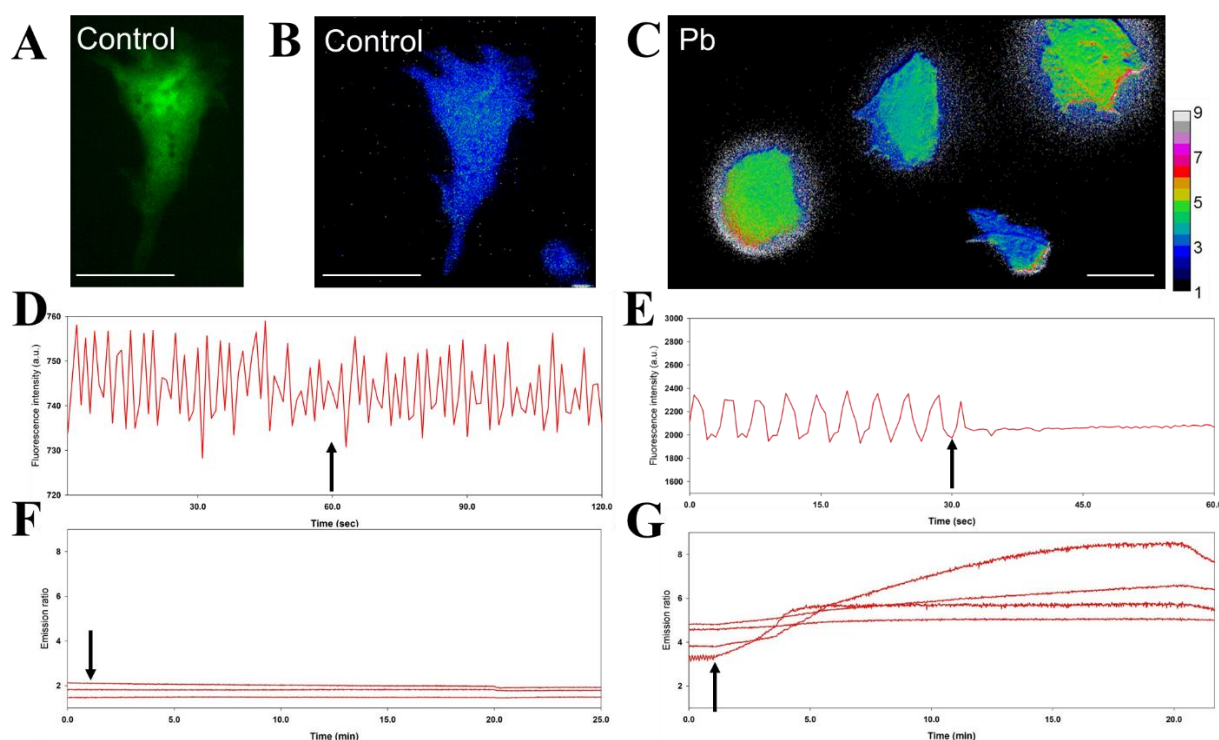 A Control
B Control
C Pb
9
7
5
3
1
D
Fluorescence intensity (a.u.)
760
750
740
730
720
30.0 60.0 90.0 120.0
Time (sec)
E
Fluorescence intensity (a.u.)
3000
2800
2600
2400
2200
2000
1800
1600
0.0 15.0 30.0 45.0 60.0
Time (sec)
F
Emission ratio
8
6
4
2
0.0 5.0 10.0 15.0 20.0 25.0
Time (min)
G
Emission ratio
8
6
4
2
0.0 5.0 10.0 15.0 20.0
Time (min)